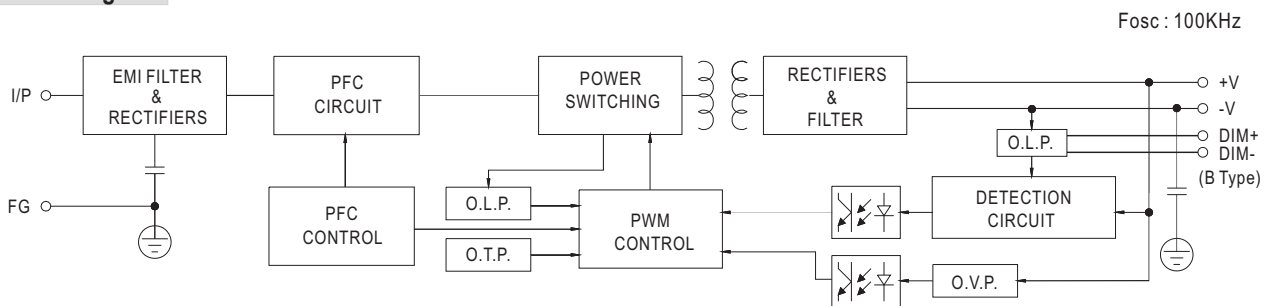 Fosc : 100KHz
I/P
EMI FILTER
&
RECTIFIERS
PFC
CIRCUIT
POWER
SWITCHING
RECTIFIERS
&
FILTER
+V
-V
DIM+
DIM-
(B Type)
O.L.P.
FG
PFC
CONTROL
O.L.P.
O.T.P.
PWM
CONTROL
DETECTION
CIRCUIT
O.V.P.